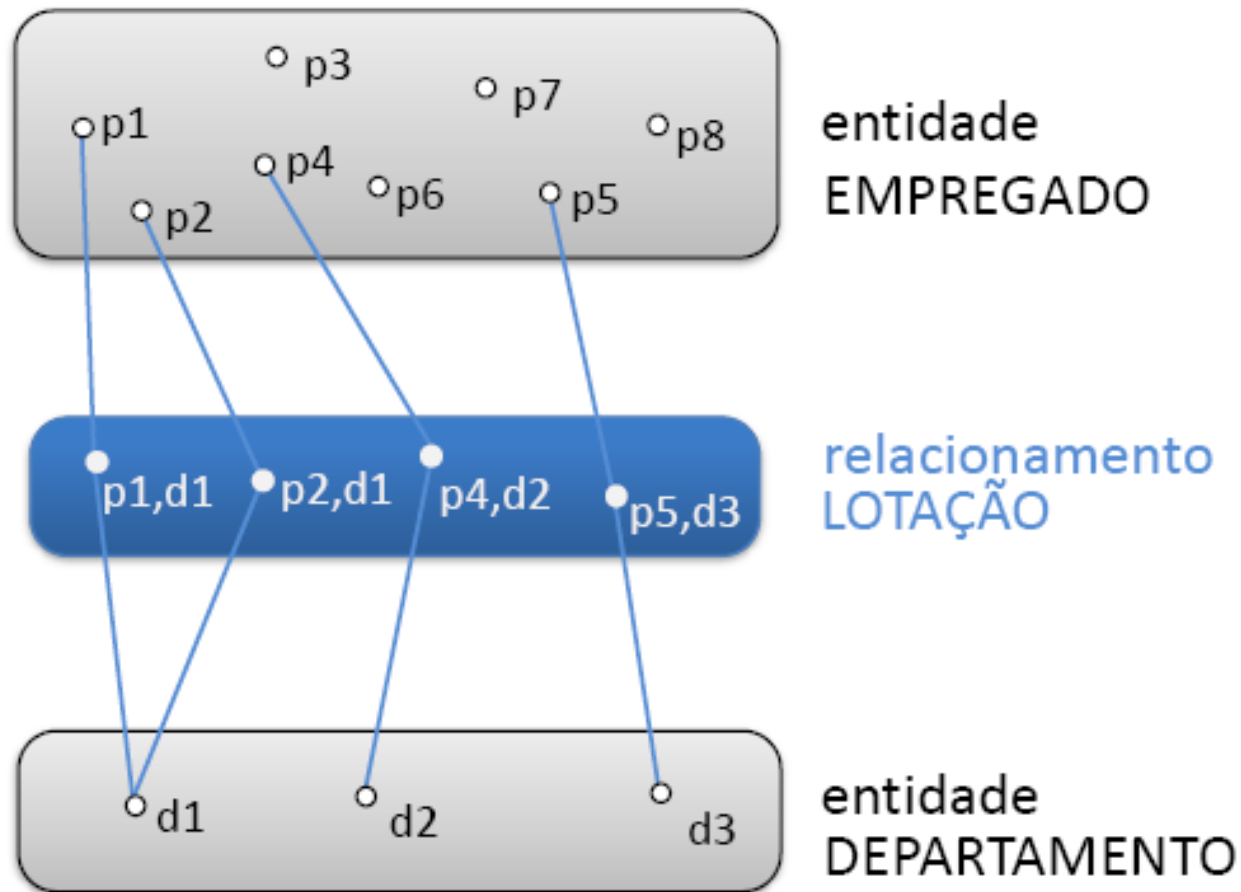 p3
p7
p1
p8
p4
p6
p5
p2
entidade
EMPREGADO
p1,d1
p2,d1
p4,d2
p5,d3
relacionamento
LOTAÇÃO
d1
d2
d3
entidade
DEPARTAMENTO